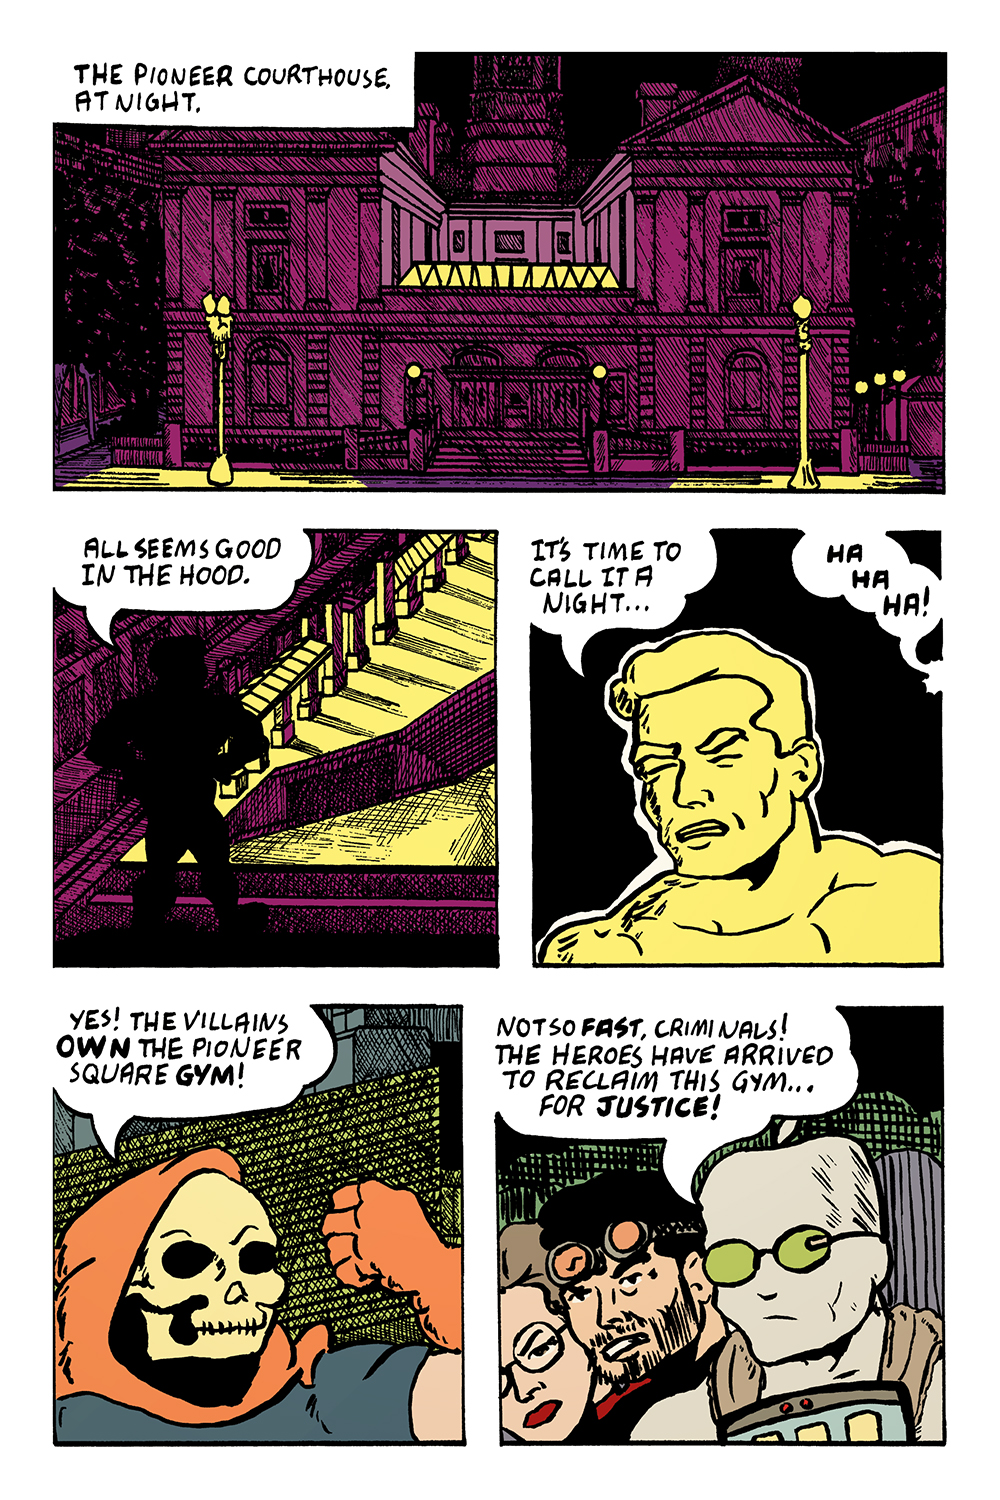 THE PIONEER COURTHOUSE,
AT NIGHT.
ALL SEEMS GOOD
IN THE HOOD.
IT'S TIME TO
CALL IT A
NIGHT...
HA
HA
HA!
YES! THE VILLAINS
OWN THE PIONEER
SQUARE GYM!
NOT SO FAST, CRIMINALS!
THE HEROES HAVE ARRIVED
TO RECLAIM THIS GYM...
FOR JUSTICE!